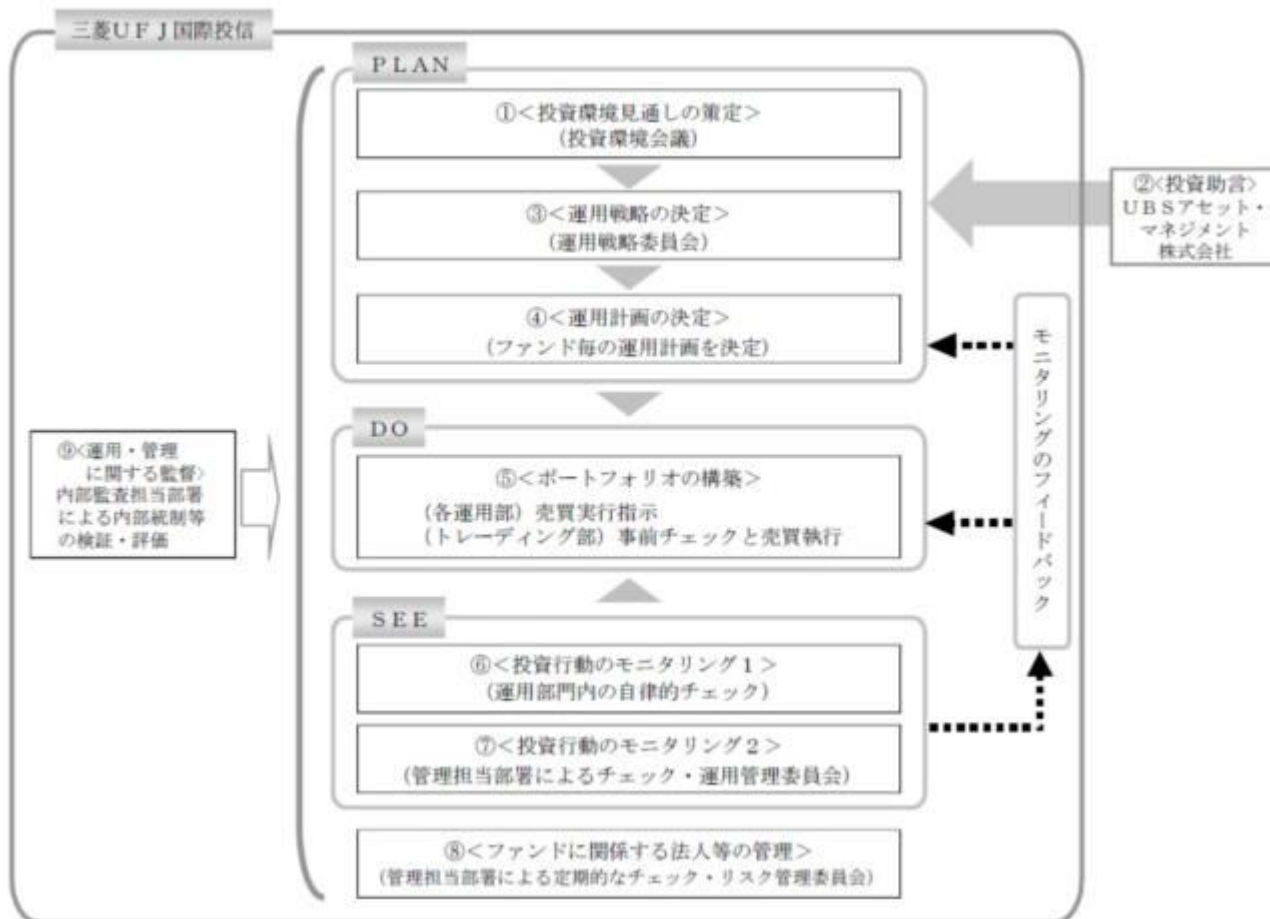 三菱ＵＦＪ国際投信
ＰＬＡＮ
①＜投資環境見通しの策定＞
（投資環境会議）
②＜投資助言＞
ＵＢＳアセット・
マネジメント
株式会社
③＜運用戦略の決定＞
（運用戦略委員会）
④＜運用計画の決定＞
（ファンド毎の運用計画を決定）
モニタリングのフィードバック
ＤＯ
⑤＜ポートフォリオの構築＞
（各運用部）売買実行指示
（トレーディング部）事前チェックと売買執行
⑨＜運用・管理
に関する監督＞
内部監査担当部署
による内部統制等
の検証・評価
ＳＥＥ
⑥＜投資行動のモニタリング１＞
（運用部門内の自律的チェック）
⑦＜投資行動のモニタリング２＞
（管理担当部署によるチェック・運用管理委員会）
⑧＜ファンドに関係する法人等の管理＞
（管理担当部署による定期的なチェック・リスク管理委員会）